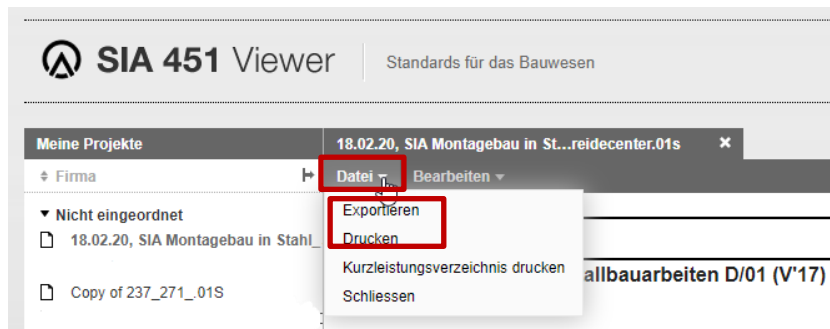 SIA 451 Viewer
Standards für das Bauwesen
Meine Projekte
18.02.20, SIA Montagebau in St...reidecenter.01s
Firma
Datei
Bearbeiten
Nicht eingeordnet
18.02.20, SIA Montagebau in Stahl_
Copy of 237_271_.01S
Exportieren
Drucken
Kurzleistungsverzeichnis drucken
Schliessen
allbauarbeiten D/01 (V'17)